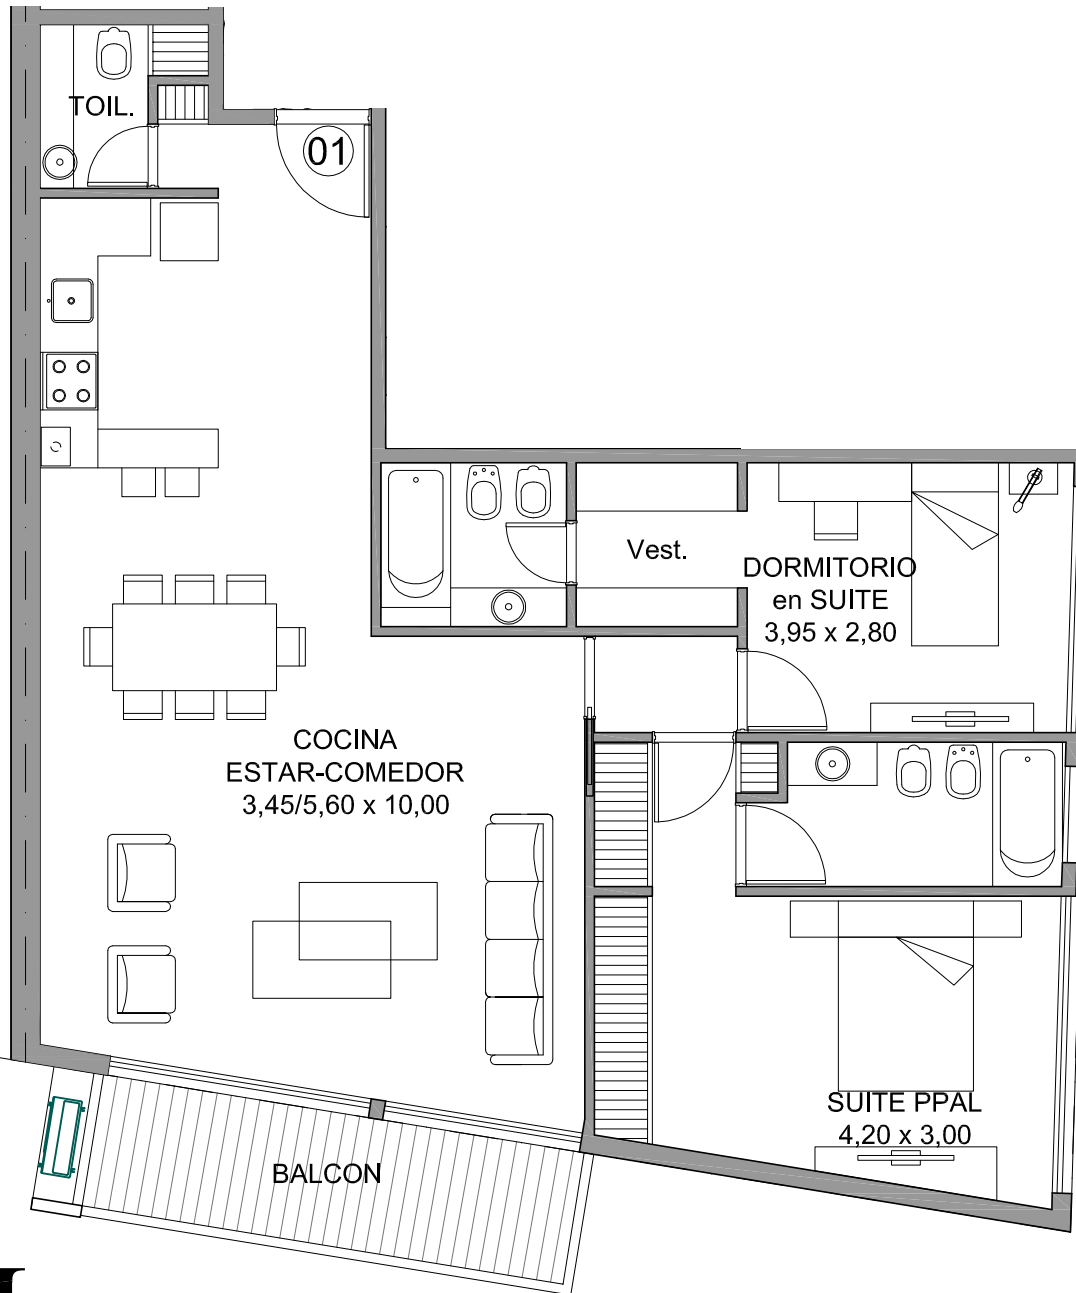 TOIL.
01
Vest.
DORMITORIO
en SUITE
3,95 x 2,80
COCINA
ESTAR-COMEDOR
3,45/5,60 x 10,00
SUITE PPAL
4,20 x 3,00
BALCON